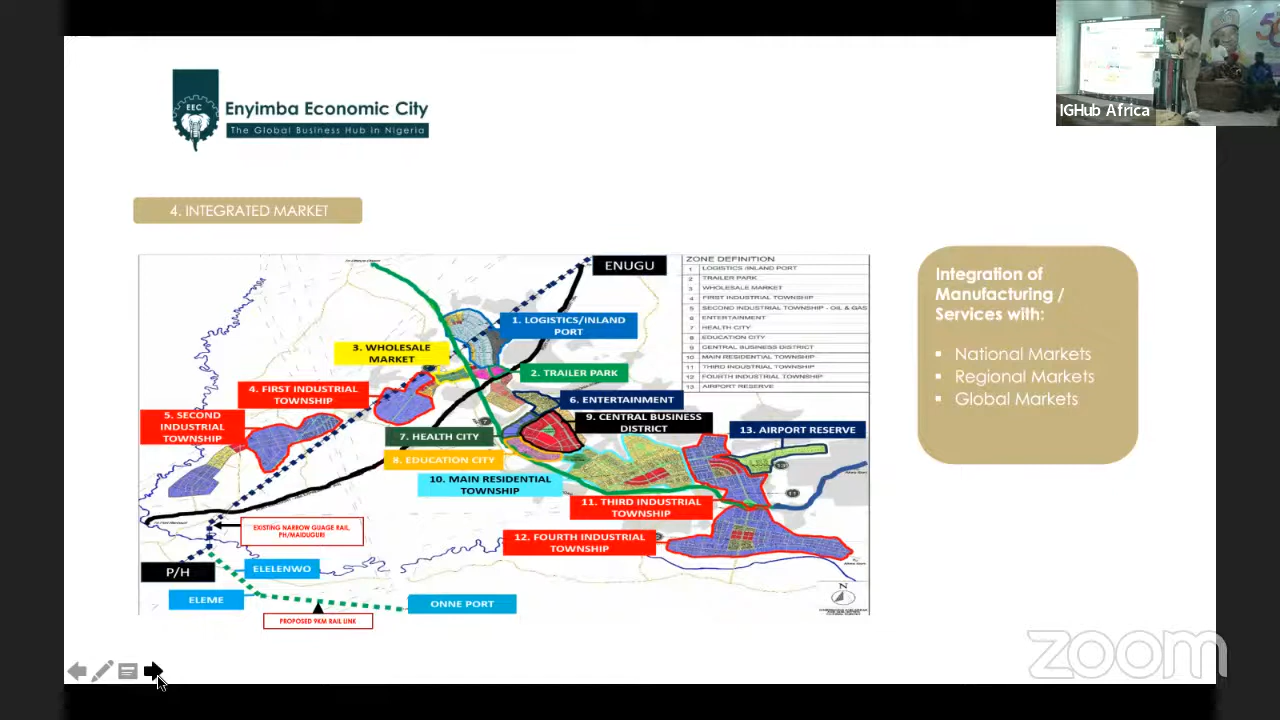 IGHub Africa
EEC
Enyimba Economic City
The Global Business Hub in Nigeria
4. INTEGRATED MARKET
ENUGU
ZONE DEFINITION
1 LOGISTICS /INLAND PORT
2 TRAILER PARK
3 WHOLESALE MARKET
4 FIRST INDUSTRIAL TOWNSHIP
5 SECOND INDUSTRIAL TOWNSHIP - OIL & GAS
6 ENTERTAINMENT
7 HEALTH CITY
8 EDUCATION CITY
9 CENTRAL BUSINESS DISTRICT
10 MAIN RESIDENTIAL TOWNSHIP
11 THIRD INDUSTRIAL TOWNSHIP
12 FOURTH INDUSTRIAL TOWNSHIP
13 AIRPORT RESERVE
1. LOGISTICS/INLAND
PORT
3. WHOLESALE
MARKET
2. TRAILER PARK
4. FIRST INDUSTRIAL
TOWNSHIP
6. ENTERTAINMENT
5. SECOND
INDUSTRIAL
TOWNSHIP
9. CENTRAL BUSINESS
DISTRICT
13. AIRPORT RESERVE
7. HEALTH CITY
8. EDUCATION CITY
10. MAIN RESIDENTIAL
TOWNSHIP
11. THIRD INDUSTRIAL
TOWNSHIP
12. FOURTH INDUSTRIAL
TOWNSHIP
EXISTING NARROW GUAGE RAIL,
PH/MAIDUGURI
P/H
ELELENWO
ELEME
ONNE PORT
PROPOSED 9KM RAIL LINK
7
13
11
N
Integration of
Manufacturing /
Services with:
▪ National Markets
▪ Regional Markets
▪ Global Markets
zoom